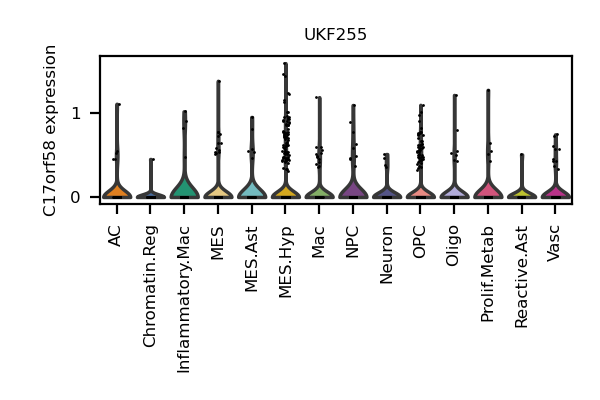 UKF255
C17orf58 expression
1
0
AC
Chromatin.Reg
Inflammatory.Mac
MES
MES.Ast
MES.Hyp
Mac
NPC
Neuron
OPC
Oligo
Prolif.Metab
Reactive.Ast
Vasc